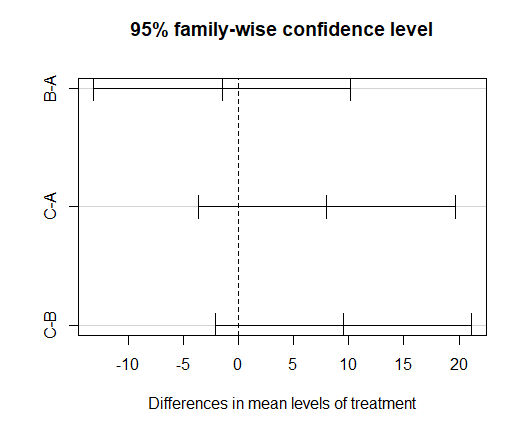 95% family-wise confidence level
B-A
C-A
C-B
-10 -5 0 5 10 15 20
Differences in mean levels of treatment